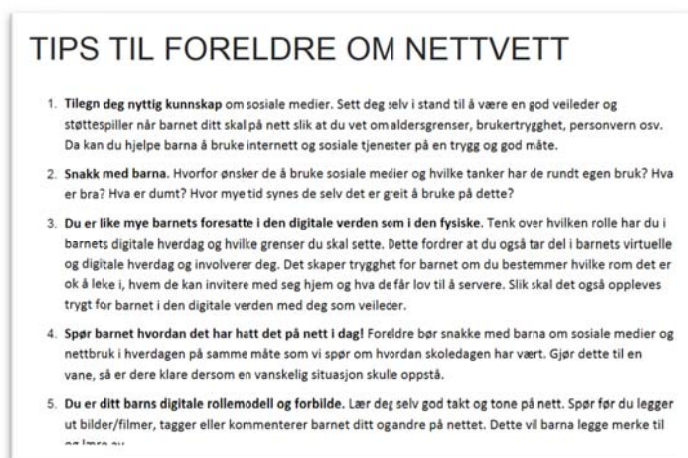 TIPS TIL FORELDRE OM NETTVETT
1. Tilegn deg nyttig kunnskap om sosiale medier. Sett deg selv i stand til å være en god veileder og
støttespiller når barnet ditt skal på nett slik at du vet om aldersgrenser, brukertrygghet, personvern osv.
Da kan du hjelpe barna å bruke internett og sosiale tjenester på en trygg og god måte.
2. Snakk med barna. Hvorfor ønsker de å bruke sosiale medier og hvilke tanker har de rundt egen bruk? Hva
er bra? Hva er dumt? Hvor mye tid synes de selv det er greit å bruke på dette?
3. Du er like mye barnets foresatte i den digitale verden som i den fysiske. Tenk over hvilken rolle har du i
barnets digitale hverdag og hvilke grenser du skal sette. Dette fordrer at du også tar del i barnets virtuelle
og digitale hverdag og involverer deg. Det skaper trygghet for barnet om du bestemmer hvilke rom det er
ok å leke i, hvem de kan invitere med seg hjem og hva de får lov til å servere. Slik skal det også oppleves
trygt for barnet i den digitale verden med deg som veileder.
4. Spør barnet hvordan det har hatt det på nett i dag! Foreldre bør snakke med barna om sosiale medier og
nettbruk i hverdagen på samme måte som vi spør om hvordan skoledagen har vært. Gjør dette til en
vane, så er dere klare dersom en vanskelig situasjon skulle oppstå.
5. Du er ditt barns digitale rollemodell og forbilde. Lær deg selv god takt og tone på nett. Spør før du legger
ut bilder/filmer, tagger eller kommenterer barnet ditt og andre på nettet. Dette vil barna legge merke til